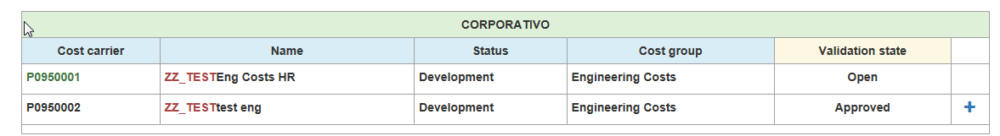 CORPORATIVO
Cost carrier Name Status Cost group Validation state
P0950001 ZZ_TESTEng Costs HR Development Engineering Costs Open
P0950002 ZZ_TESTtest eng Development Engineering Costs Approved +